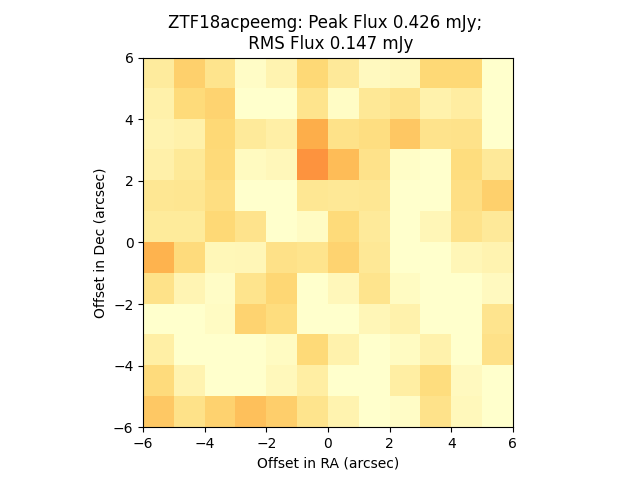 ZTF18acpeemg: Peak Flux 0.426 mJy;
RMS Flux 0.147 mJy
6
4
2
0
−2
−4
−6
Offset in Dec (arcsec)
−6 −4 −2 0 2 4 6
Offset in RA (arcsec)